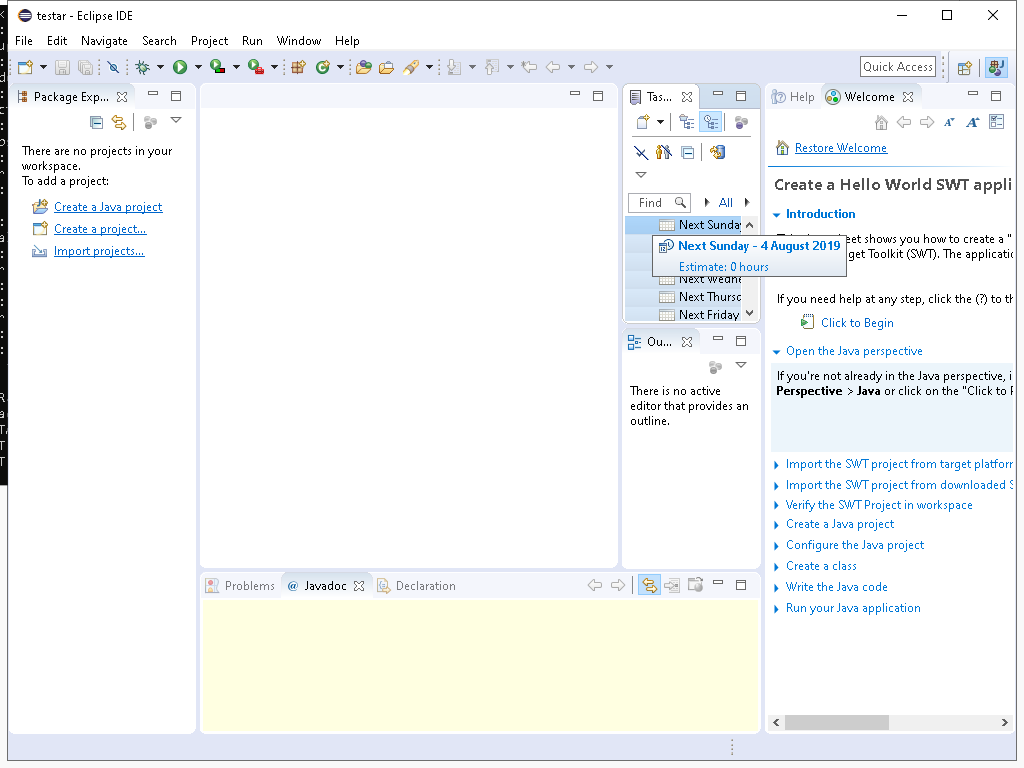 testar - Eclipse IDE
File Edit Navigate Search Project Run Window Help
Quick Access
Package Exp...
There are no projects in your
workspace.
To add a project:
Create a Java project
Create a project...
Import projects...
Tas...
Find
All
Next Sunda
Next Sunday - 4 August 2019
Estimate: 0 hours
Next Wedne
Next Thursd
Next Friday
Ou...
There is no active
editor that provides an
outline.
Help Welcome
Restore Welcome
Create a Hello World SWT appli
Introduction
sheet shows you how to create a "
get Toolkit (SWT). The applicatio
If you need help at any step, click the (?) to th
Click to Begin
Open the Java perspective
If you're not already in the Java perspective, i
Perspective > Java or click on the "Click to P
Import the SWT project from target platform
Import the SWT project from downloaded S
Verify the SWT Project in workspace
Create a Java project
Configure the Java project
Create a class
Write the Java code
Run your Java application
Problems @ Javadoc Declaration